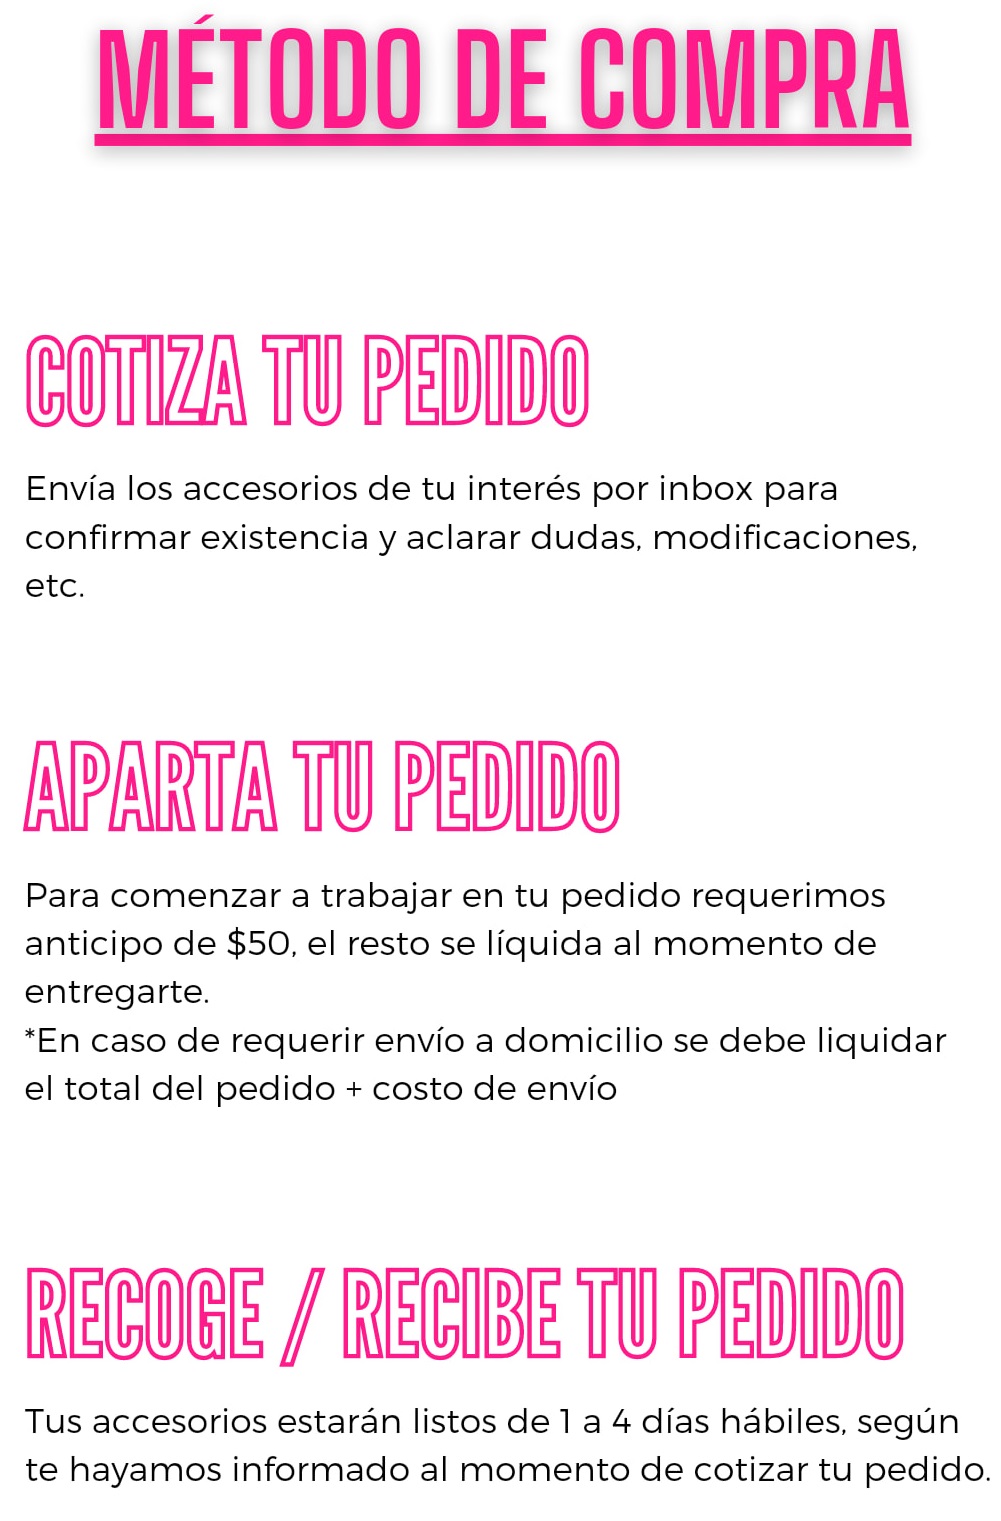 MÉTODO DE COMPRA
COTIZA TU PEDIDO
Envía los accesorios de tu interés por inbox para
confirmar existencia y aclarar dudas, modificaciones,
etc.
APARTA TU PEDIDO
Para comenzar a trabajar en tu pedido requerimos
anticipo de $50, el resto se líquida al momento de
entregarte.
*En caso de requerir envío a domicilio se debe liquidar
el total del pedido + costo de envío
RECOGE / RECIBE TU PEDIDO
Tus accesorios estarán listos de 1 a 4 días hábiles, según
te hayamos informado al momento de cotizar tu pedido.